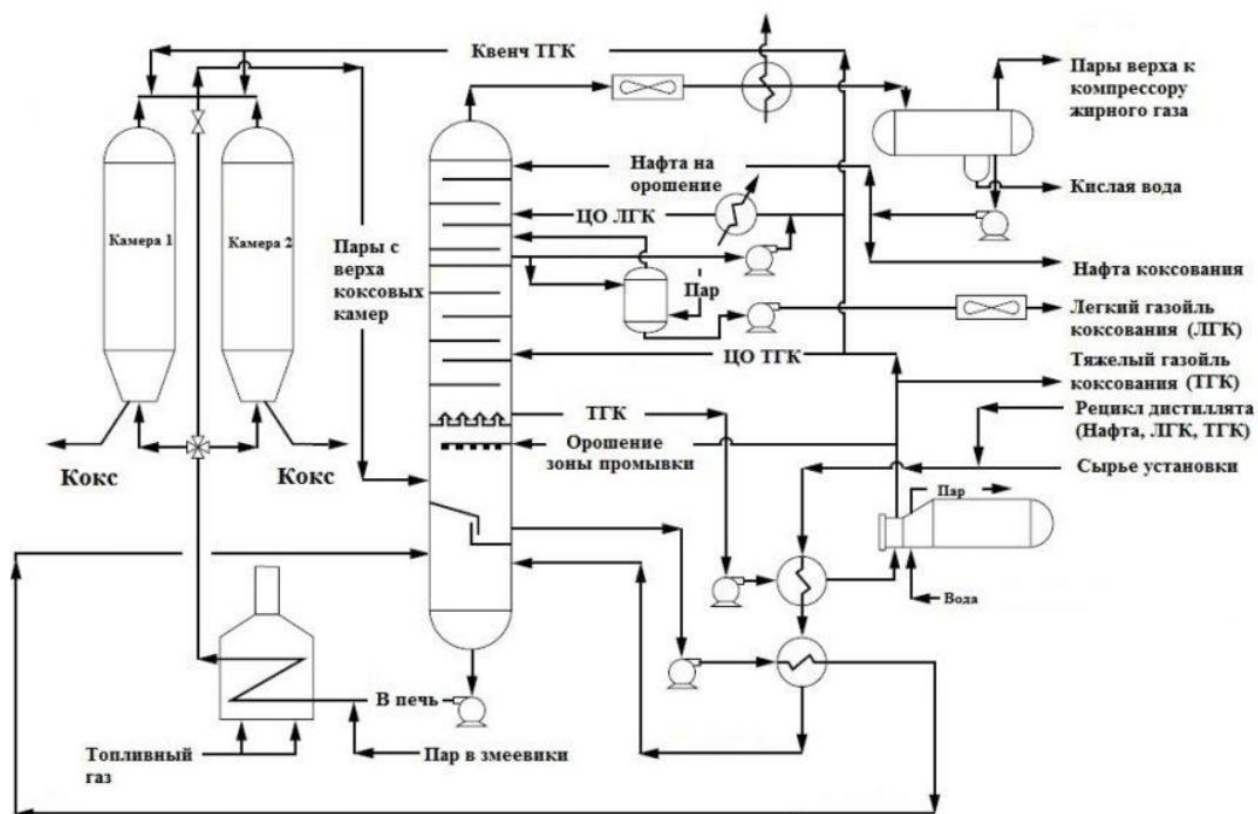 Квенч ТГК
Пары верха к
компрессору
жирного газа
Нафта на
орошение
Кислая вода
ЦО ЛГК
Камера 1
Камера 2
Пары с
верха
коксовых
камер
Пар
Нафта коксования
Легкий газойль
коксования (ЛГК)
ЦО ТГК
Тяжелый газойль
коксования (ТГК)
ТГК
Рецикл дистиллята
(Нафта, ЛГК, ТГК)
Орошение
зоны промывки
Сырье установки
Кокс
Кокс
Пар
Вода
В печь
Топливный
газ
Пар в змеевики